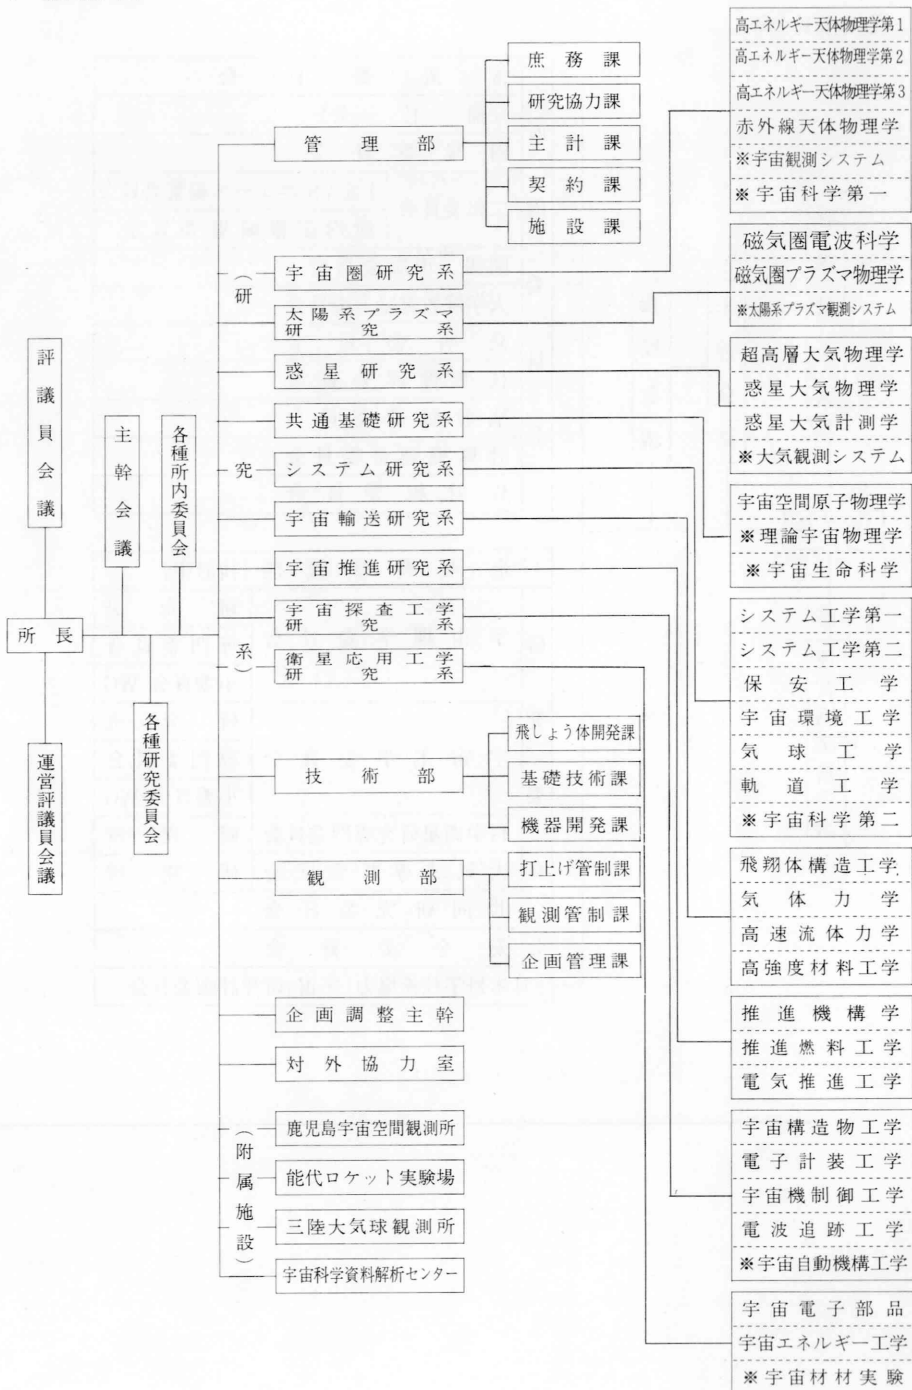 評議員会議
所長
運営評議員会議
主幹会議
各種所内委員会
各種研究委員会
管理部
庶務課
研究協力課
主計課
契約課
施設課
(研究系)
宇宙圏研究系
太陽系プラズマ
研究系
惑星研究系
共通基礎研究系
システム研究系
宇宙輸送研究系
宇宙推進研究系
宇宙探査工学
研究系
衛星応用工学
研究系
技術部
飛しょう体開発課
基礎技術課
機器開発課
観測部
打上げ管制課
観測管制課
企画管理課
企画調整主幹
対外協力室
(附属施設)
鹿児島宇宙空間観測所
能代ロケット実験場
三陸大気球観測所
宇宙科学資料解析センター
高エネルギー天体物理学第1
高エネルギー天体物理学第2
高エネルギー天体物理学第3
赤外線天体物理学
※宇宙観測システム
※宇宙科学第一
磁気圏電波科学
磁気圏プラズマ物理学
※太陽系プラズマ観測システム
超高層大気物理学
惑星大気物理学
惑星大気計測学
※大気観測システム
宇宙空間原子物理学
※理論宇宙物理学
※宇宙生命科学
システム工学第一
システム工学第二
保安工学
宇宙環境工学
気球工学
軌道工学
※宇宙科学第二
飛翔体構造工学
気体力学
高速流体力学
高強度材料工学
推進機構学
推進燃料工学
電気推進工学
宇宙構造物工学
電子計装工学
宇宙機制御工学
電波追跡工学
※宇宙自動機構工学
宇宙電子部品
宇宙エネルギー工学
※宇宙材材実験